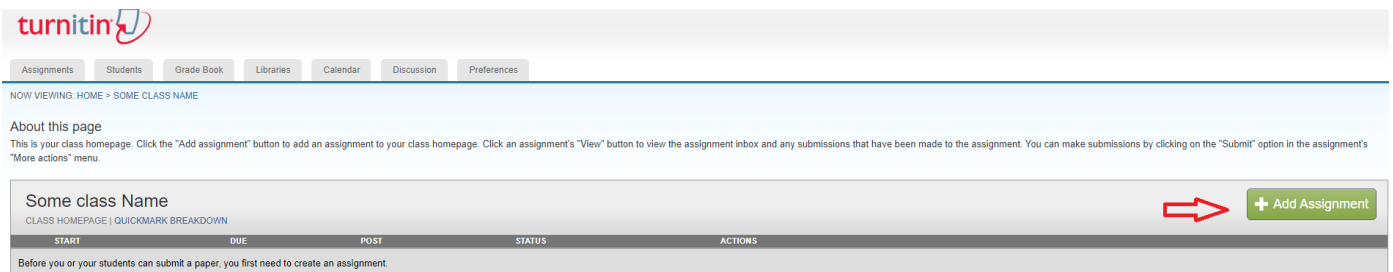 turnitin
Assignments Students Grade Book Libraries Calendar Discussion Preferences
NOW VIEWING: HOME > SOME CLASS NAME
About this page
This is your class homepage. Click the "Add assignment" button to add an assignment to your class homepage. Click an assignment's "View" button to view the assignment inbox and any submissions that have been made to the assignment. You can make submissions by clicking on the "Submit" option in the assignment's
"More actions" menu.
Some class Name
+ Add Assignment
CLASS HOMEPAGE | QUICKMARK BREAKDOWN
START DUE POST STATUS ACTIONS
Before you or your students can submit a paper, you first need to create an assignment.